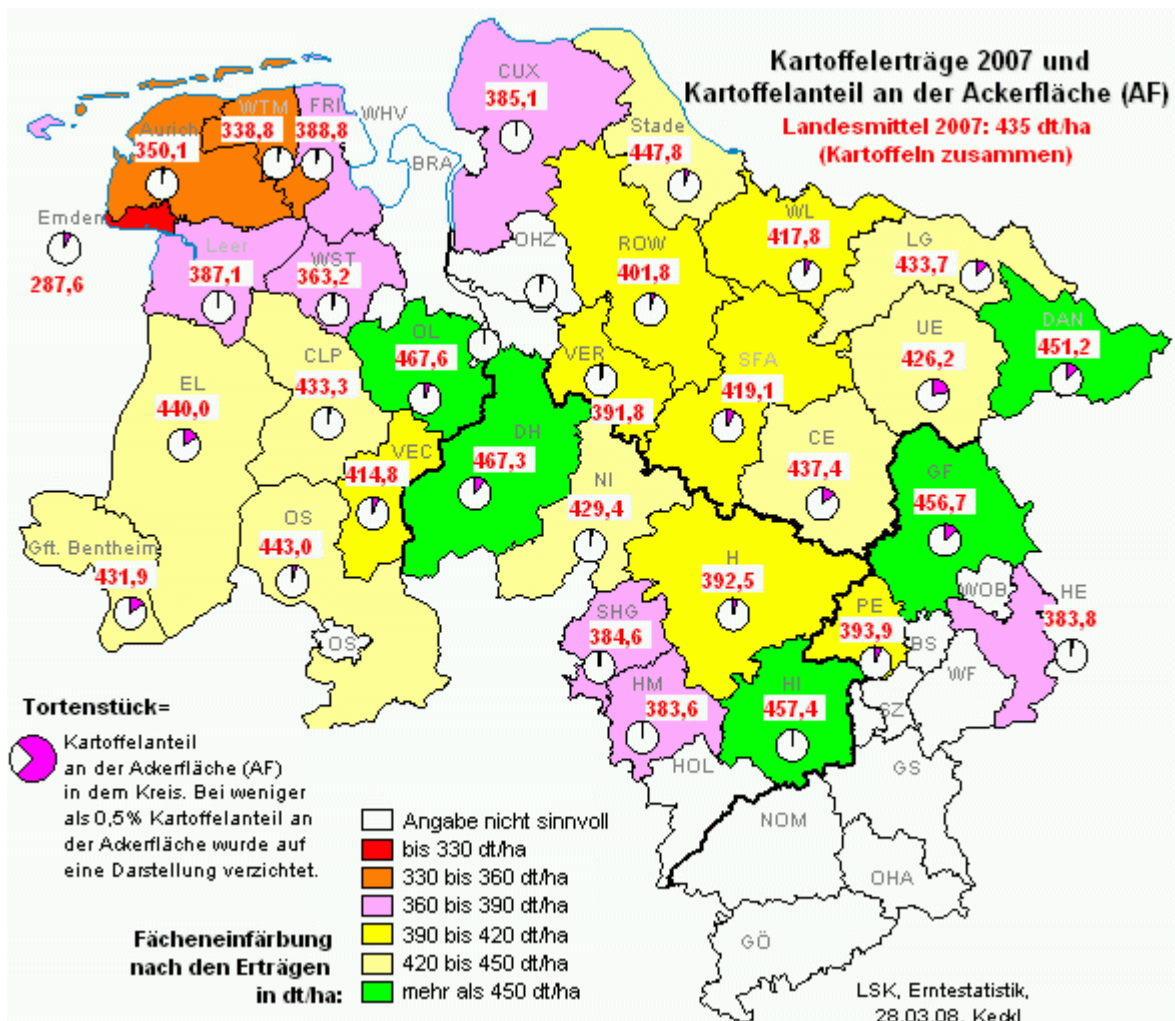 Kartoffelerträge 2007 und
Kartoffelanteil an der Ackerfläche (AF)
Landesmittel 2007: 435 dt/ha
(Kartoffeln zusammen)
CUX
385,1
WTM
338,8
FRI
388,8
WHV
Aurich
350,1
BRA
Stade
447,8
Emden
287,6
Leer
387,1
WST
363,2
OHZ
ROW
401,8
WL
417,8
LG
433,7
DAN
451,2
UE
426,2
OL
467,6
CLP
433,3
EL
440,0
VER
391,8
SFA
419,1
DH
467,3
VEC
414,8
CE
437,4
GF
456,7
NI
429,4
OS
443,0
Gft. Bentheim
431,9
OS
H
392,5
SHG
384,6
PE
393,9
WOB
HE
383,8
BS
WF
HM
383,6
HI
457,4
SZ
HOL
GS
NOM
OHA
GÖ
Tortenstück=
Kartoffelanteil
an der Ackerfläche (AF)
in dem Kreis. Bei weniger
als 0,5% Kartoffelanteil an
der Ackerfläche wurde auf
eine Darstellung verzichtet.
Fächeneinfärbung
nach den Erträgen
in dt/ha:
Angabe nicht sinnvoll
bis 330 dt/ha
330 bis 360 dt/ha
360 bis 390 dt/ha
390 bis 420 dt/ha
420 bis 450 dt/ha
mehr als 450 dt/ha
LSK, Erntestatistik,
28.03.08, Keckl